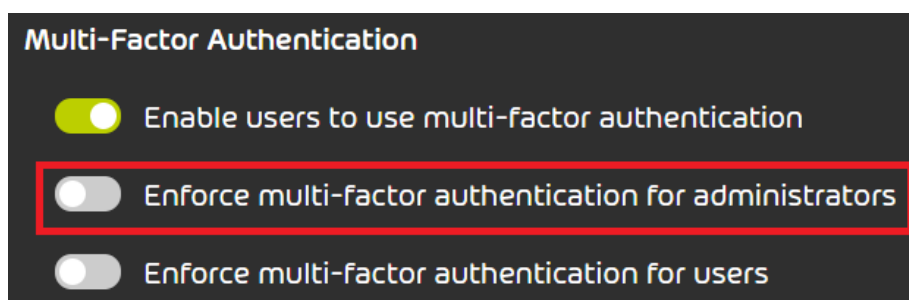 Multi-Factor Authentication
Enable users to use multi-factor authentication
Enforce multi-factor authentication for administrators
Enforce multi-factor authentication for users